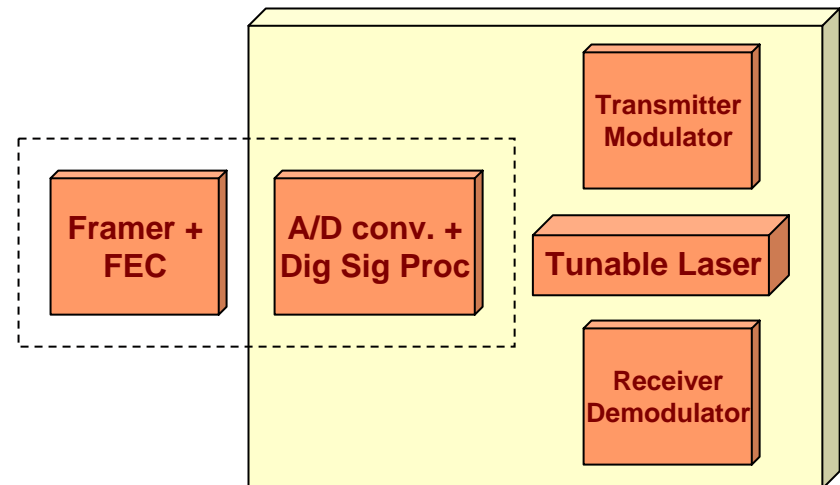 Transmitter
Modulator
Framer +
FEC
A/D conv. +
Dig Sig Proc
Tunable Laser
Receiver
Demodulator